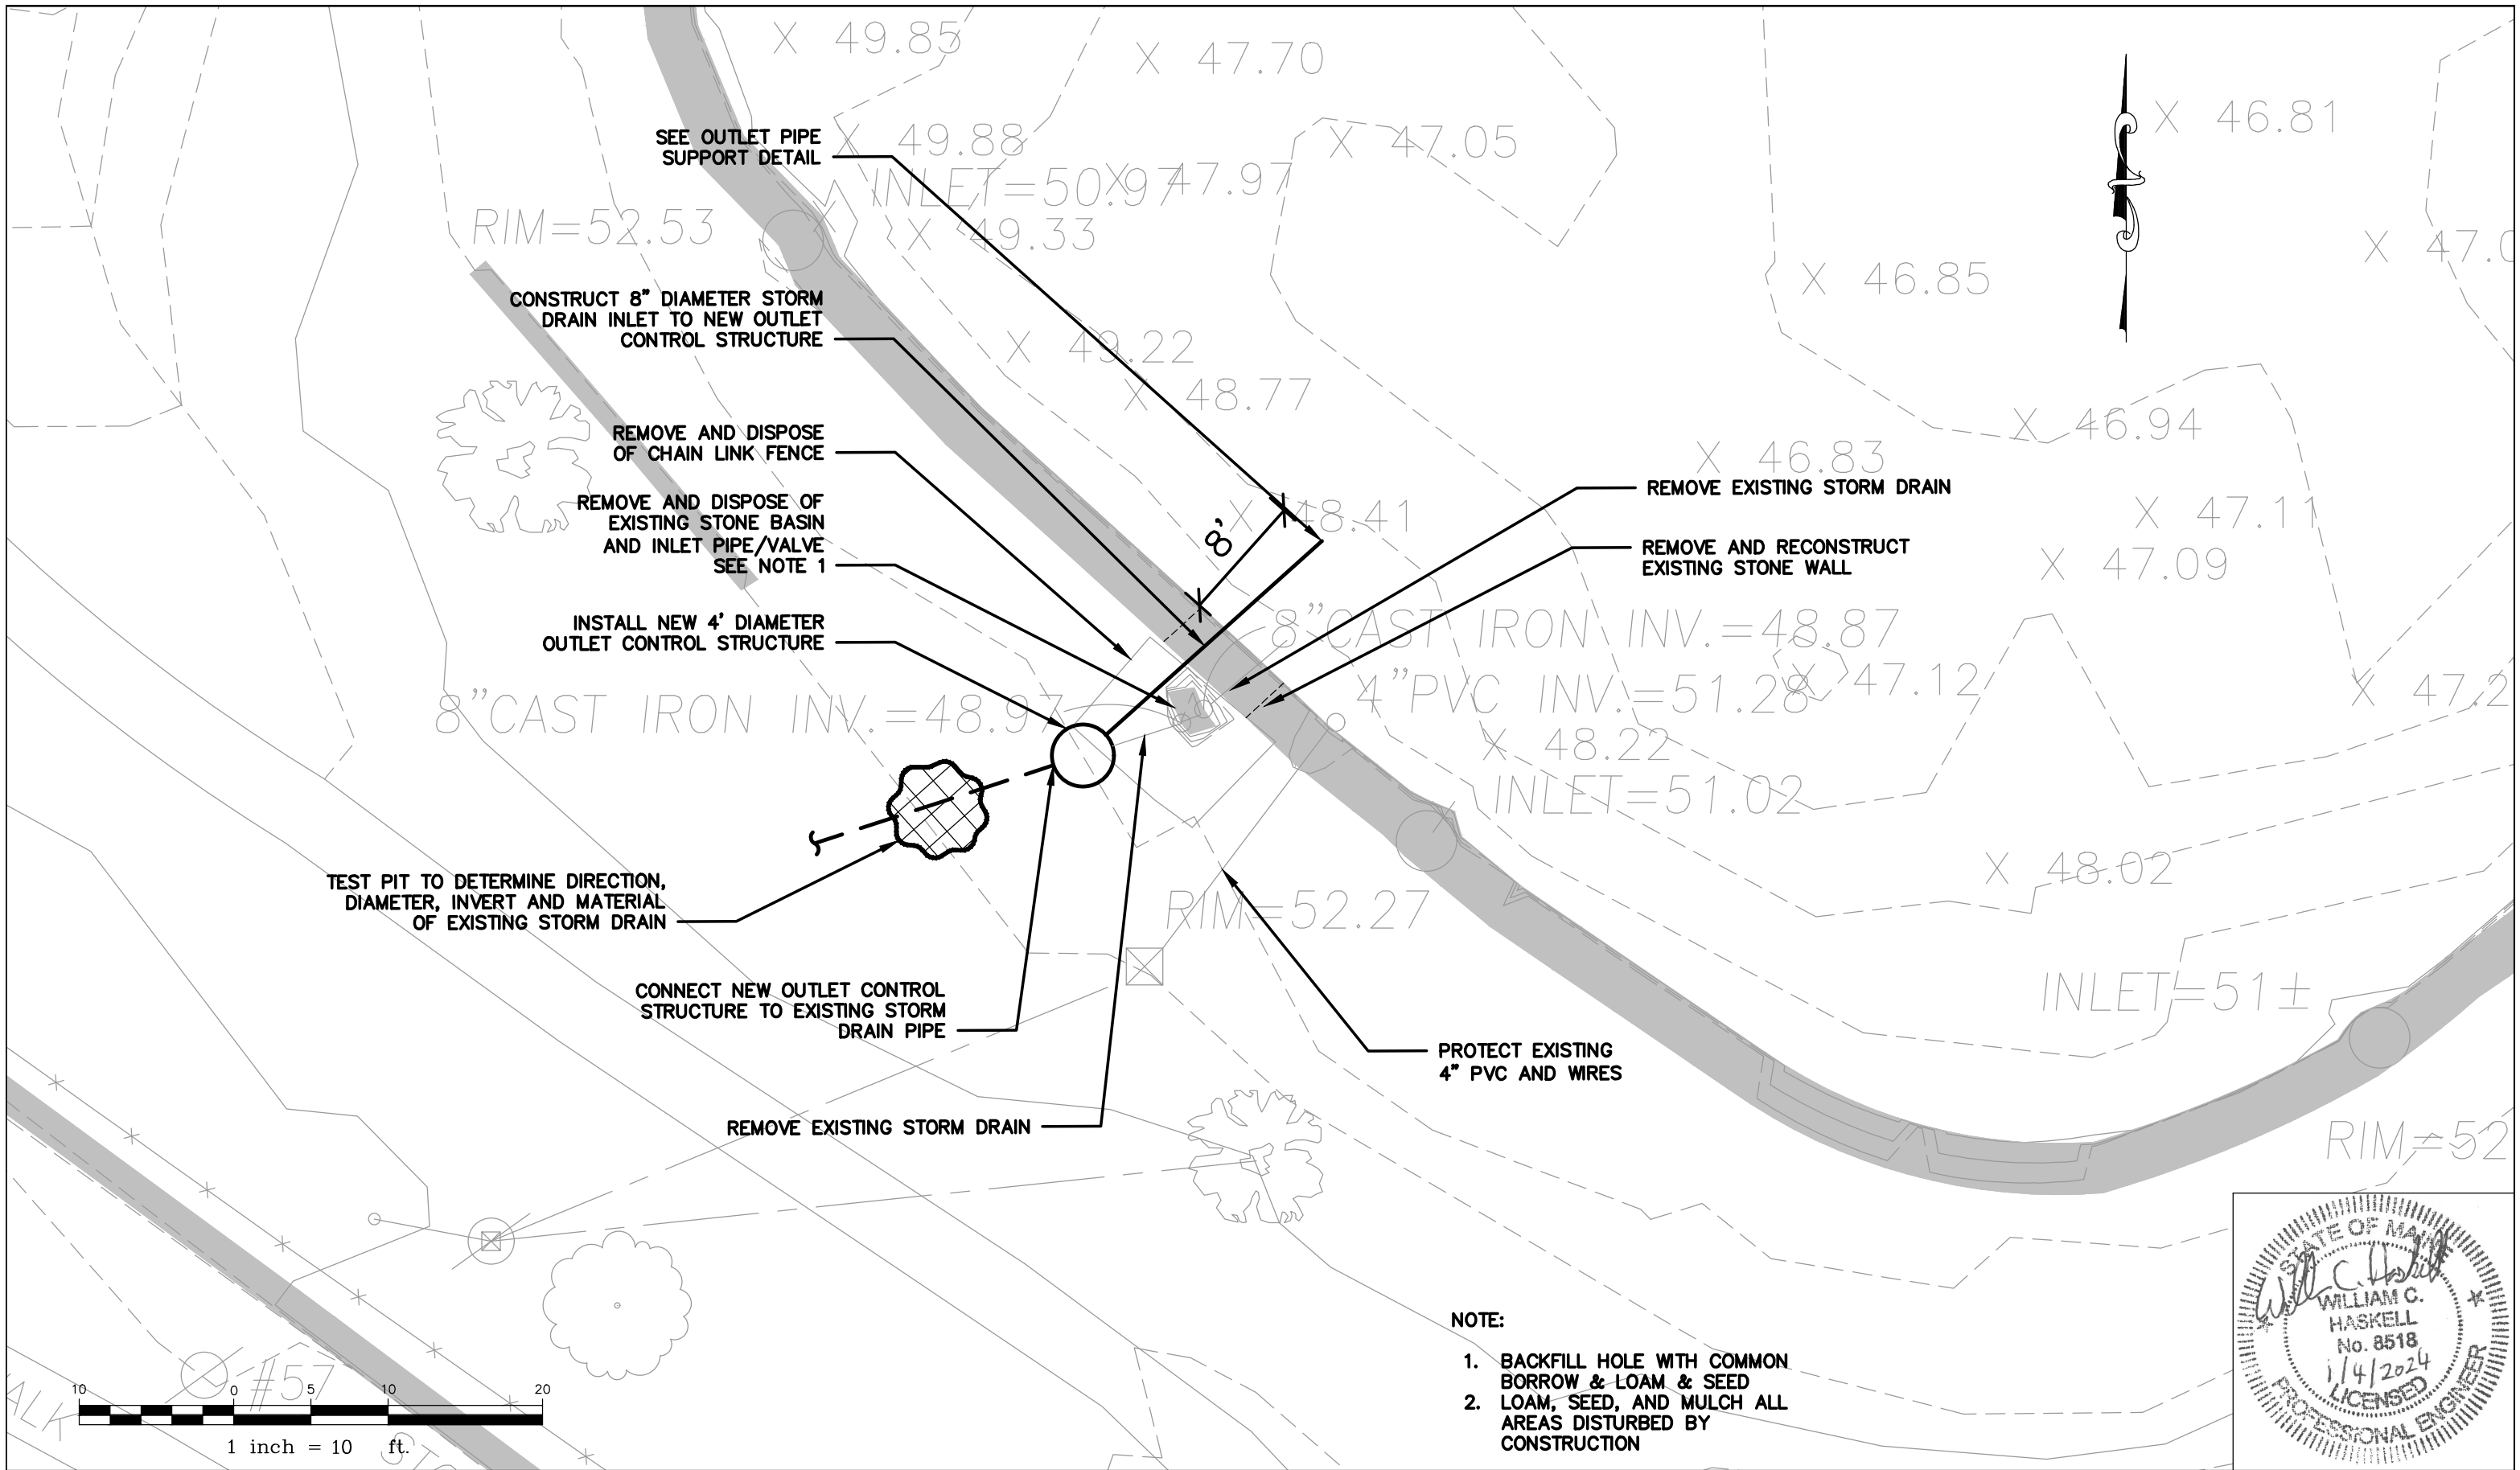 X 49.85
X 47.70
X 46.81
SEE OUTLET PIPE
SUPPORT DETAIL
X 49.88
X 47.05
INLET=50.97
X 47.97
RIM=52.53
X 49.33
X 46.85
CONSTRUCT 8" DIAMETER STORM
DRAIN INLET TO NEW OUTLET
CONTROL STRUCTURE
X 49.22
X 48.77
REMOVE AND DISPOSE
OF CHAIN LINK FENCE
X 46.94
X 46.83
REMOVE EXISTING STORM DRAIN
REMOVE AND DISPOSE OF
EXISTING STONE BASIN
AND INLET PIPE/VALVE
SEE NOTE 1
X 48.41
8'
X 47.11
REMOVE AND RECONSTRUCT
EXISTING STONE WALL
X 47.09
INSTALL NEW 4' DIAMETER
OUTLET CONTROL STRUCTURE
8"CAST IRON INV.=48.87
8"CAST IRON INV.=48.97
4"PVC INV.=51.28
X 47.12
X 47.2
X 48.22
INLET=51.02
TEST PIT TO DETERMINE DIRECTION,
DIAMETER, INVERT AND MATERIAL
OF EXISTING STORM DRAIN
X 48.02
RIM=52.27
CONNECT NEW OUTLET CONTROL
STRUCTURE TO EXISTING STORM
DRAIN PIPE
INLET=51±
PROTECT EXISTING
4" PVC AND WIRES
REMOVE EXISTING STORM DRAIN
RIM=52
#57
10 0 5 10 20
1 inch = 10 ft.
NOTE:
1. BACKFILL HOLE WITH COMMON
BORROW & LOAM & SEED
2. LOAM, SEED, AND MULCH ALL
AREAS DISTURBED BY
CONSTRUCTION
STATE OF MAINE
Will C. Haskell
WILLIAM C.
HASKELL
No. 8518
1/4/2024
LICENSED
PROFESSIONAL ENGINEER